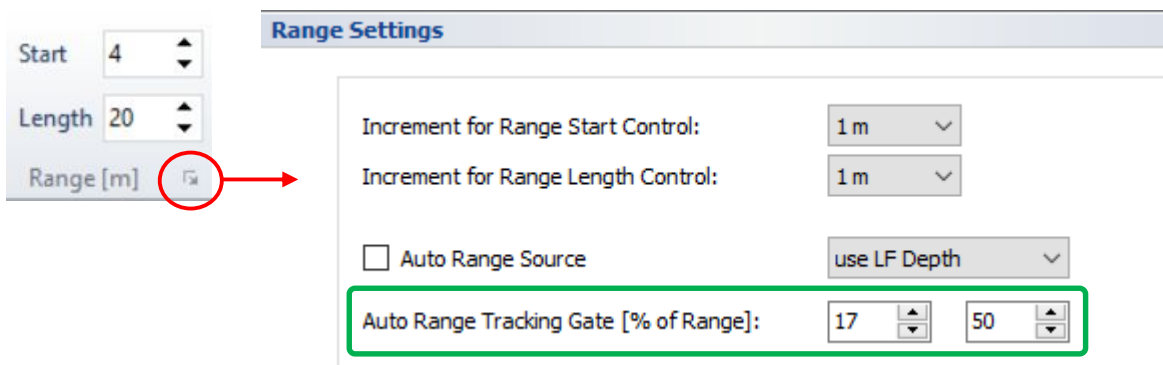 Start 4
Length 20
Range [m]
Range Settings
Increment for Range Start Control: 1 m
Increment for Range Length Control: 1 m
Auto Range Source use LF Depth
Auto Range Tracking Gate [% of Range]: 17 50